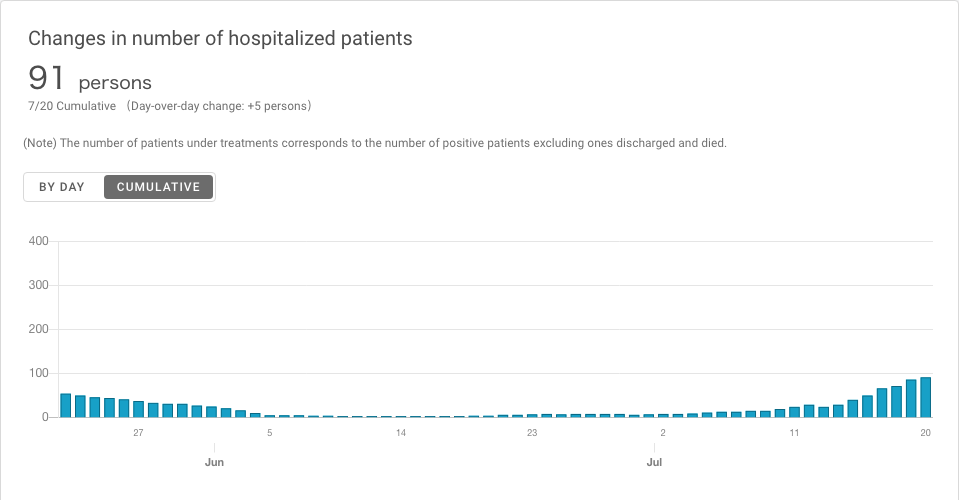 Changes in number of hospitalized patients
91 persons
7/20 Cumulative (Day-over-day change: +5 persons)
(Note) The number of patients under treatments corresponds to the number of positive patients excluding ones discharged and died.
BY DAY CUMULATIVE
400
300
200
100
0
27 5 14 23 2 11 20
Jun Jul